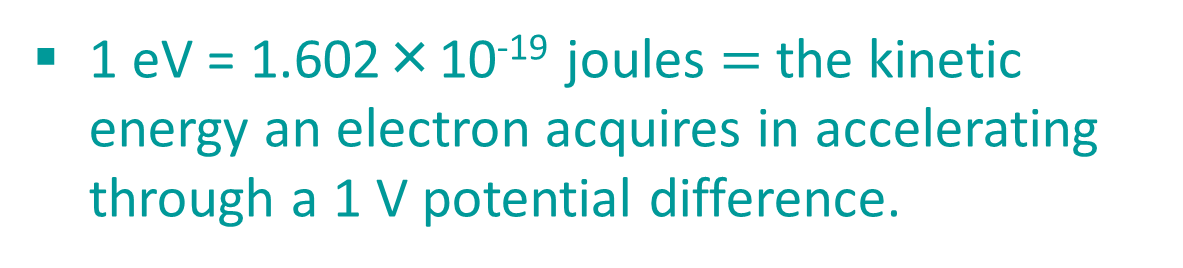 ▪ 1 eV = 1.602 × 10⁻¹⁹ joules = the kinetic
energy an electron acquires in accelerating
through a 1 V potential difference.